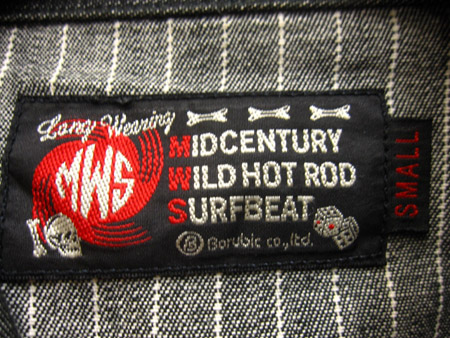 Long Wearing
MWS
MIDCENTURY
WILD HOT ROD
SURFBEAT
B Borubic co.,ltd.
SMALL